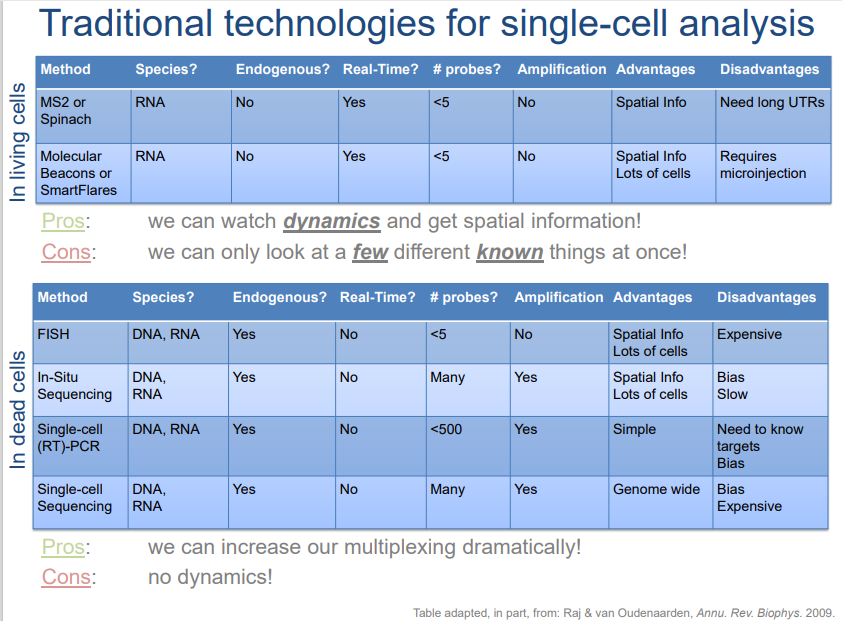 Traditional technologies for single-cell analysis
In living cells
Method Species? Endogenous? Real-Time? # probes? Amplification Advantages Disadvantages
MS2 or RNA No Yes <5 No Spatial Info Need long UTRs
Spinach
Molecular RNA No Yes <5 No Spatial Info Requires
Beacons or Lots of cells microinjection
SmartFlares
Pros: we can watch dynamics and get spatial information!
Cons: we can only look at a few different known things at once!
In dead cells
Method Species? Endogenous? Real-Time? # probes? Amplification Advantages Disadvantages
FISH DNA, RNA Yes No <5 No Spatial Info Expensive
Lots of cells
In-Situ DNA, Yes No Many Yes Spatial Info Bias
Sequencing RNA Lots of cells Slow
Single-cell DNA, RNA Yes No <500 Yes Simple Need to know
(RT)-PCR targets
Bias
Single-cell DNA, Yes No Many Yes Genome wide Bias
Sequencing RNA Expensive
Pros: we can increase our multiplexing dramatically!
Cons: no dynamics!
Table adapted, in part, from: Raj & van Oudenaarden, Annu. Rev. Biophys. 2009.